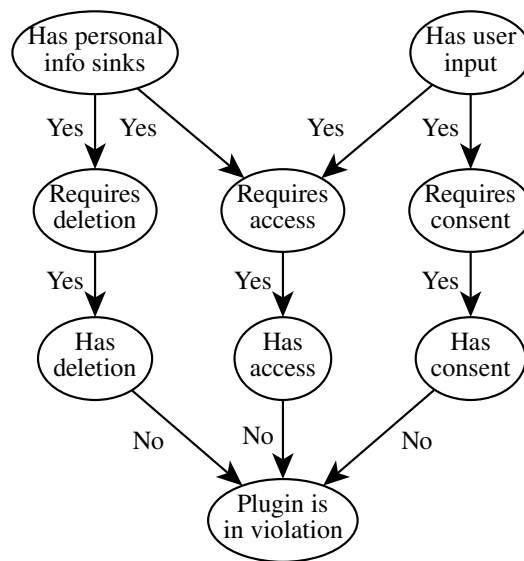 Has personal
info sinks
Has user
input
Yes
Yes
Yes
Yes
Requires
deletion
Requires
access
Requires
consent
Yes
Yes
Yes
Has
deletion
Has
access
Has
consent
No
No
No
Plugin is
in violation